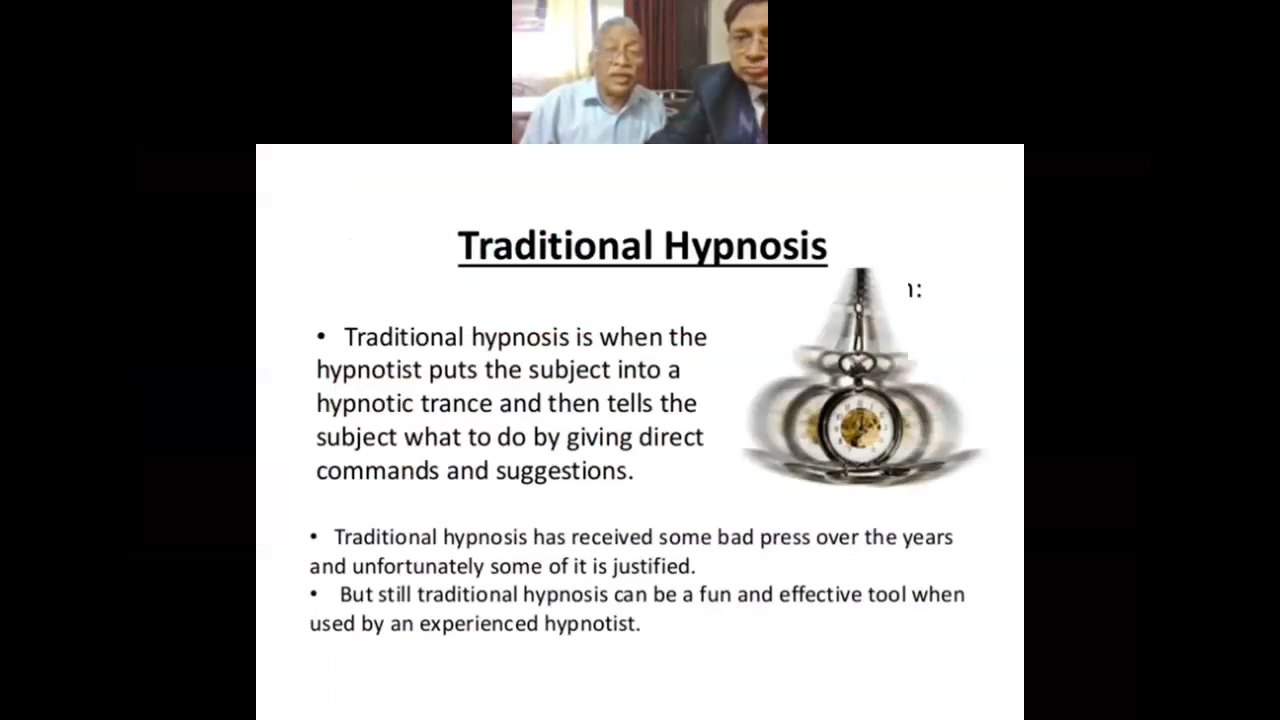 Traditional Hypnosis
:
• Traditional hypnosis is when the
hypnotist puts the subject into a
hypnotic trance and then tells the
subject what to do by giving direct
commands and suggestions.
• Traditional hypnosis has received some bad press over the years
and unfortunately some of it is justified.
• But still traditional hypnosis can be a fun and effective tool when
used by an experienced hypnotist.